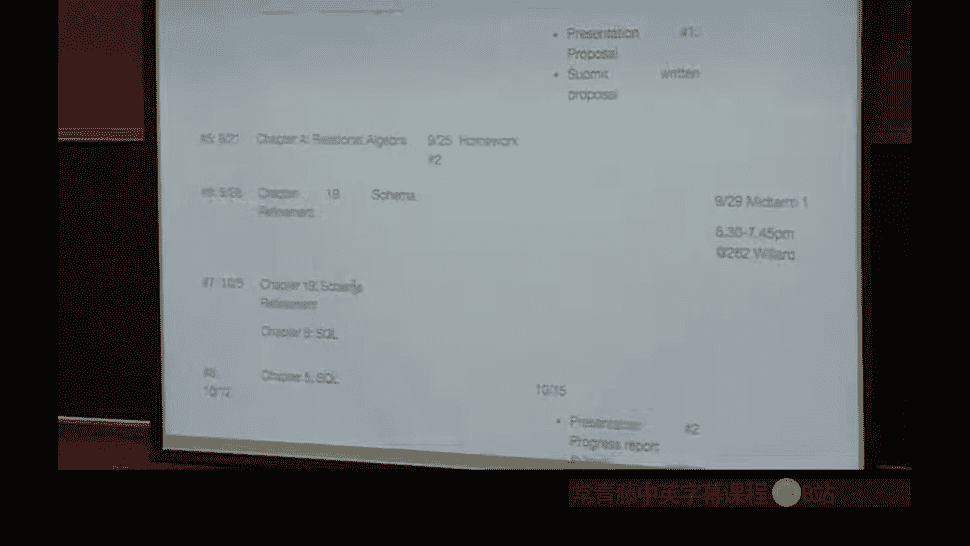 • Presentation #1:
Proposal
• Submit written
proposal
#5: 9/21 Chapter 4: Relational Algebra 9/25 Homework
#2
#6: 9/28 Chapter 19 Schema
Refinement
9/29 Midterm 1
6:30-7:45pm
262 Willard
#7: 10/5 Chapter 19: Schema
Refinement
Chapter 5: SQL
#8: Chapter 5: SQL
10/12
10/15
• Presentation #2
Progress report
常青藤中英字幕课程 B站